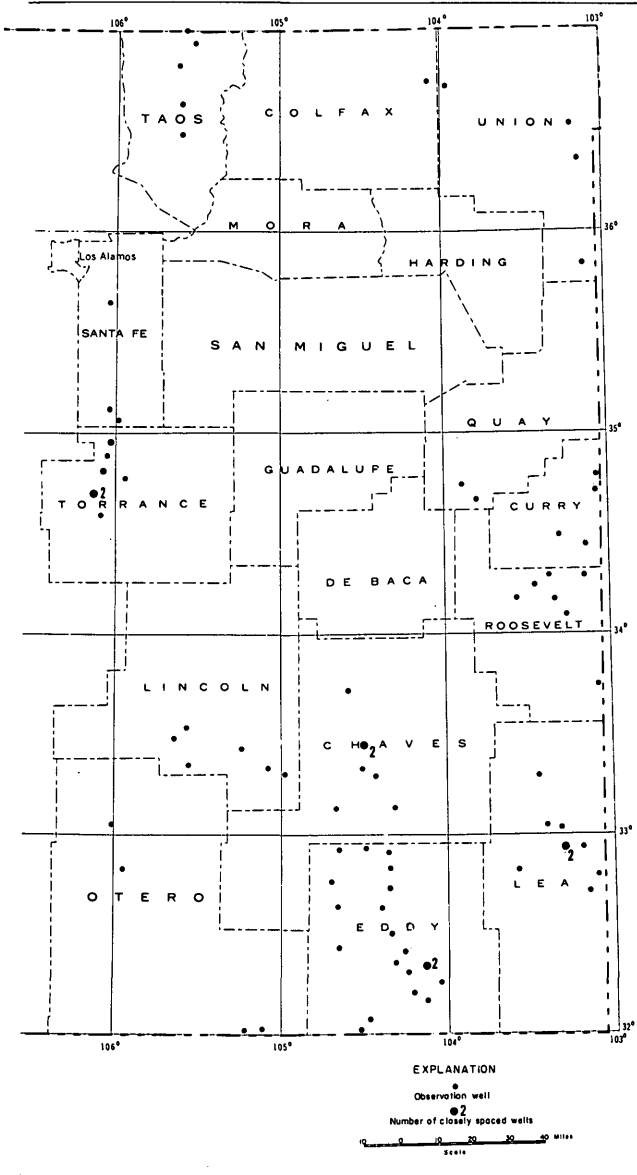 106° 105° 104° 103°
TAOS
COLFAX
UNION
MORA
36°
Los Alamos
HARDING
SANTA FE
SAN MIGUEL
QUAY
35°
GUADALUPE
2
TORRANCE
CURRY
DE BACA
ROOSEVELT
34°
LINCOLN
CHAVES
2
33°
2
LEA
OTERO
EDDY
2
32°
106° 105° 104° 103°
EXPLANATION
Observation well
2
Number of closely spaced wells
10 0 10 20 30 40 Miles
Scale